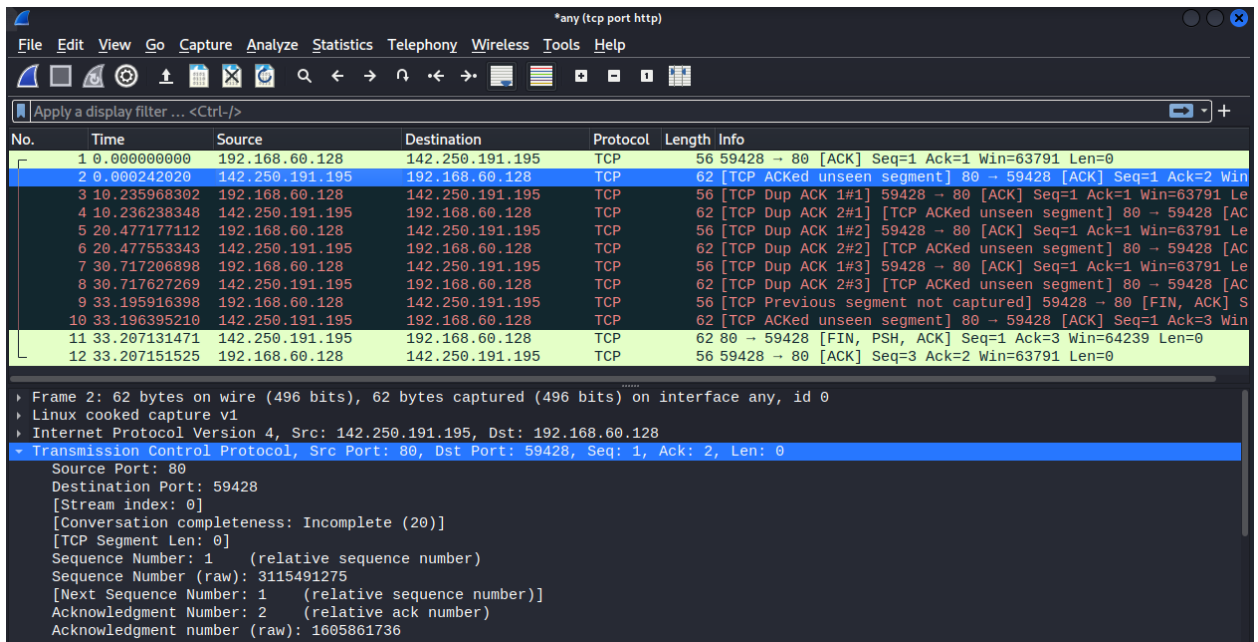 *any (tcp port http)
File Edit View Go Capture Analyze Statistics Telephony Wireless Tools Help
Apply a display filter … <Ctrl-/>
No. Time Source Destination Protocol Length Info
1 0.000000000 192.168.60.128 142.250.191.195 TCP 56 59428 → 80 [ACK] Seq=1 Ack=1 Win=63791 Len=0
2 0.000242020 142.250.191.195 192.168.60.128 TCP 62 [TCP ACKed unseen segment] 80 → 59428 [ACK] Seq=1 Ack=2 Win
3 10.235968302 192.168.60.128 142.250.191.195 TCP 56 [TCP Dup ACK 1#1] 59428 → 80 [ACK] Seq=1 Ack=1 Win=63791 Le
4 10.236238348 142.250.191.195 192.168.60.128 TCP 62 [TCP Dup ACK 2#1] [TCP ACKed unseen segment] 80 → 59428 [AC
5 20.477177112 192.168.60.128 142.250.191.195 TCP 56 [TCP Dup ACK 1#2] 59428 → 80 [ACK] Seq=1 Ack=1 Win=63791 Le
6 20.477553343 142.250.191.195 192.168.60.128 TCP 62 [TCP Dup ACK 2#2] [TCP ACKed unseen segment] 80 → 59428 [AC
7 30.717206898 192.168.60.128 142.250.191.195 TCP 56 [TCP Dup ACK 1#3] 59428 → 80 [ACK] Seq=1 Ack=1 Win=63791 Le
8 30.717627269 142.250.191.195 192.168.60.128 TCP 62 [TCP Dup ACK 2#3] [TCP ACKed unseen segment] 80 → 59428 [AC
9 33.195916398 192.168.60.128 142.250.191.195 TCP 56 [TCP Previous segment not captured] 59428 → 80 [FIN, ACK] S
10 33.196395210 142.250.191.195 192.168.60.128 TCP 62 [TCP ACKed unseen segment] 80 → 59428 [ACK] Seq=1 Ack=3 Win
11 33.207131471 142.250.191.195 192.168.60.128 TCP 62 80 → 59428 [FIN, PSH, ACK] Seq=1 Ack=3 Win=64239 Len=0
12 33.207151525 192.168.60.128 142.250.191.195 TCP 56 59428 → 80 [ACK] Seq=3 Ack=2 Win=63791 Len=0
Frame 2: 62 bytes on wire (496 bits), 62 bytes captured (496 bits) on interface any, id 0
Linux cooked capture v1
Internet Protocol Version 4, Src: 142.250.191.195, Dst: 192.168.60.128
Transmission Control Protocol, Src Port: 80, Dst Port: 59428, Seq: 1, Ack: 2, Len: 0
Source Port: 80
Destination Port: 59428
[Stream index: 0]
[Conversation completeness: Incomplete (20)]
[TCP Segment Len: 0]
Sequence Number: 1 (relative sequence number)
Sequence Number (raw): 3115491275
[Next Sequence Number: 1 (relative sequence number)]
Acknowledgment Number: 2 (relative ack number)
Acknowledgment number (raw): 1605861736